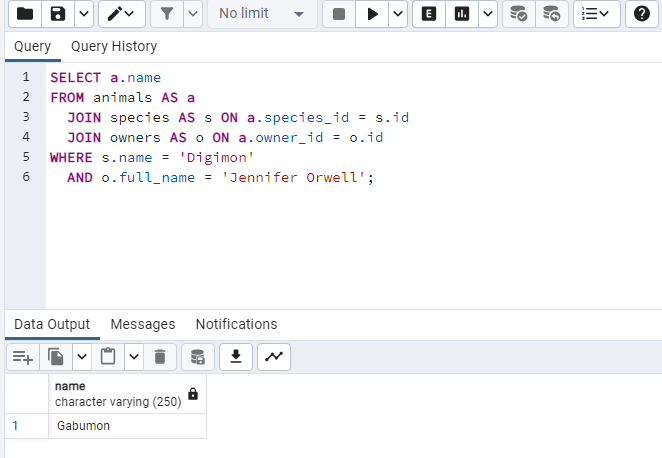 No limit
E
?
Query Query History
1 SELECT a.name
2 FROM animals AS a
3   JOIN species AS s ON a.species_id = s.id
4   JOIN owners AS o ON a.owner_id = o.id
5 WHERE s.name = 'Digimon'
6   AND o.full_name = 'Jennifer Orwell';
Data Output Messages Notifications
name
character varying (250)
1 Gabumon